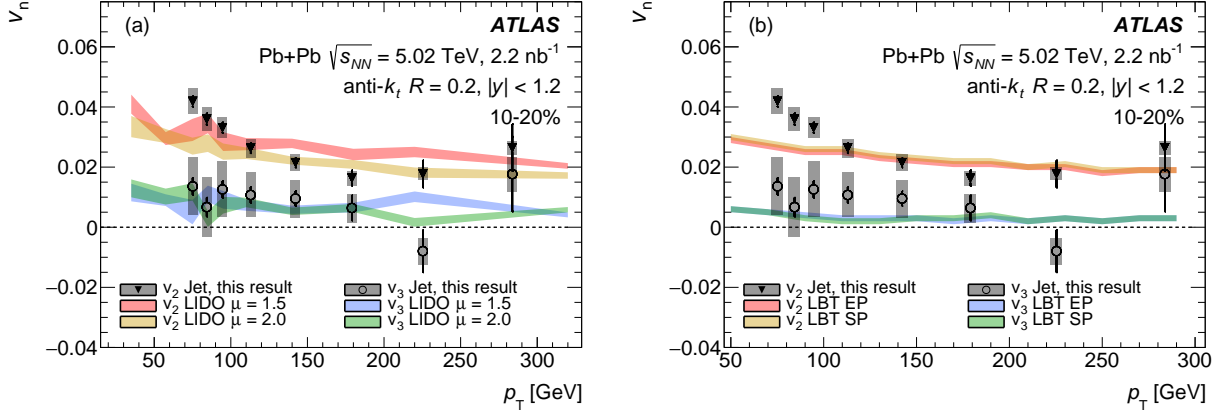 v_n
(a)
ATLAS
Pb+Pb √s_NN = 5.02 TeV, 2.2 nb⁻¹
anti-k_t R = 0.2, |y| < 1.2
10-20%
0.06
0.04
0.02
0
−0.02
−0.04
v₂ Jet, this result
v₃ Jet, this result
v₂ LIDO μ = 1.5
v₃ LIDO μ = 1.5
v₂ LIDO μ = 2.0
v₃ LIDO μ = 2.0
50 100 150 200 250 300
p_T [GeV]
v_n
(b)
ATLAS
Pb+Pb √s_NN = 5.02 TeV, 2.2 nb⁻¹
anti-k_t R = 0.2, |y| < 1.2
10-20%
0.06
0.04
0.02
0
−0.02
−0.04
v₂ Jet, this result
v₃ Jet, this result
v₂ LBT EP
v₃ LBT EP
v₂ LBT SP
v₃ LBT SP
50 100 150 200 250 300
p_T [GeV]